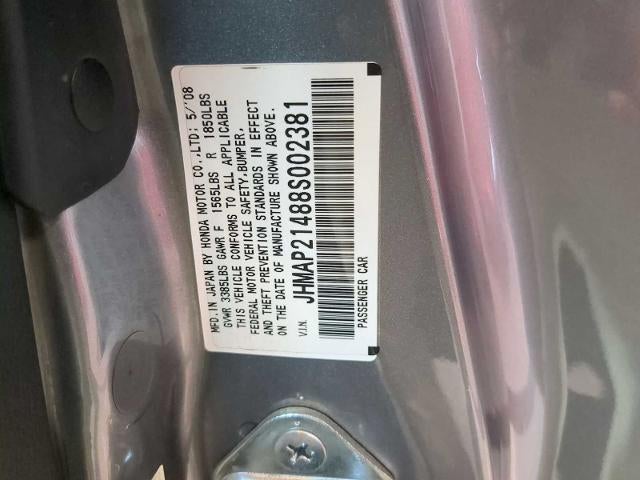 MFD.IN JAPAN BY HONDA MOTOR CO.,LTD: 5/'08
GVWR 3385LBS GAWR F 1565LBS R 1850LBS
THIS VEHICLE CONFORMS TO ALL APPLICABLE
FEDERAL MOTOR VEHICLE SAFETY,BUMPER,
AND THEFT PREVENTION STANDARDS IN EFFECT
ON THE DATE OF MANUFACTURE SHOWN ABOVE.
V.I.N. JHMAP21488S002381
PASSENGER CAR